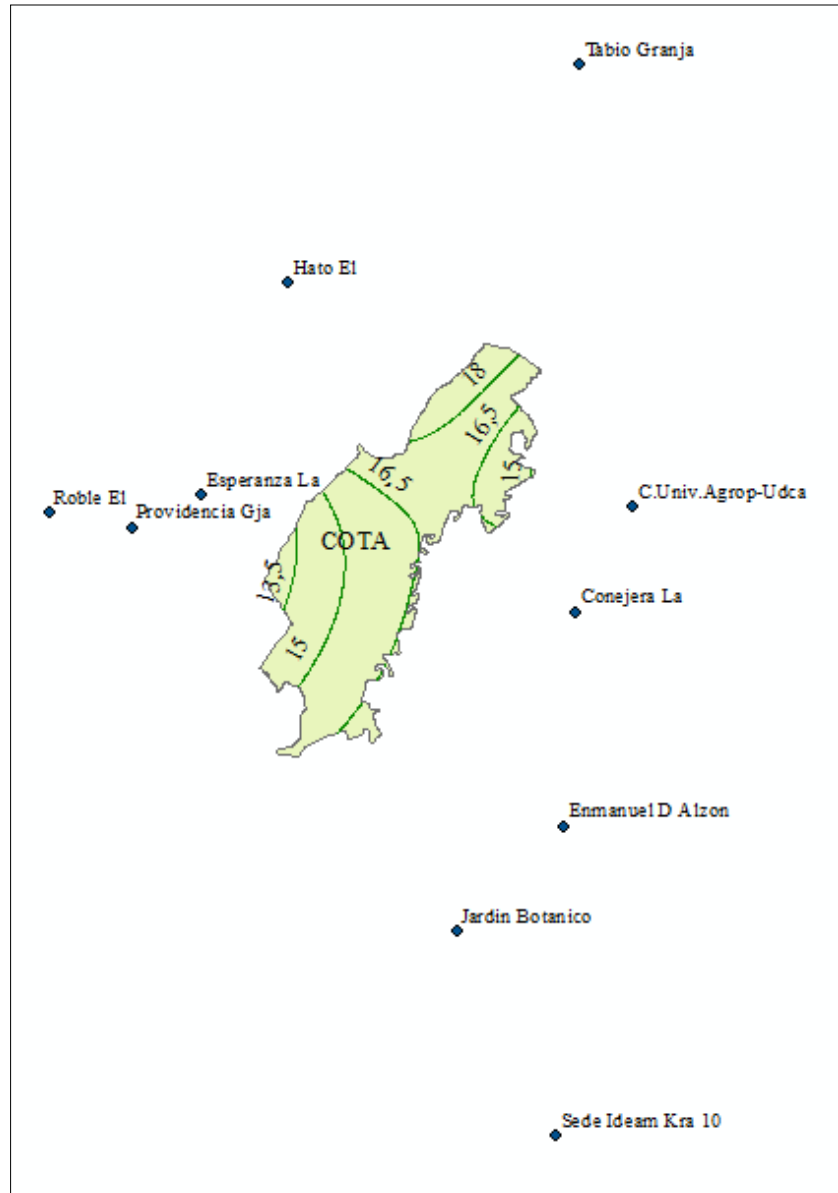 Tabio Granja
Hato El
18
16,5
16,5
15
Esperanza La
Roble El
Providencia Gja
C.Univ.Agrop-Udca
COTA
13,5
Conejera La
15
Enmanuel D Alzon
Jardin Botanico
Sede Ideam Kra 10